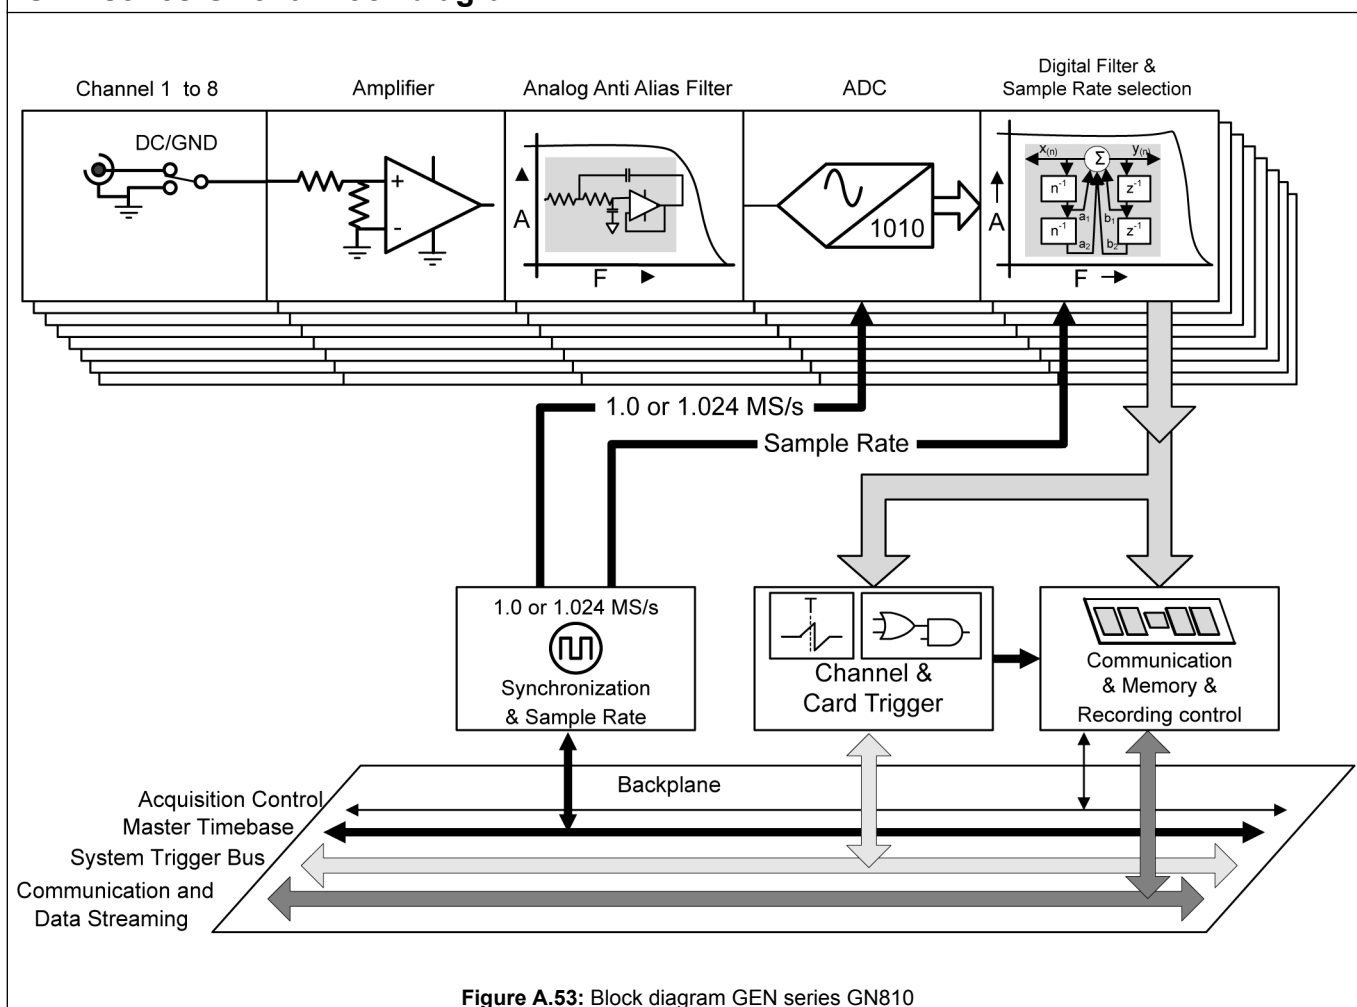 Digital Filter &
Channel 1 to 8 Amplifier Analog Anti Alias Filter ADC Sample Rate selection
DC/GND
x(n) Σ y(n)
n-1 z-1
+
a1 b1
A 1010 A
n-1 z-1
-
a2 b2
F F
1.0 or 1.024 MS/s
Sample Rate
1.0 or 1.024 MS/s
Synchronization
& Sample Rate
T
Channel &
Card Trigger
Communication
& Memory &
Recording control
Backplane
Acquisition Control
Master Timebase
System Trigger Bus
Communication and
Data Streaming
Figure A.53: Block diagram GEN series GN810